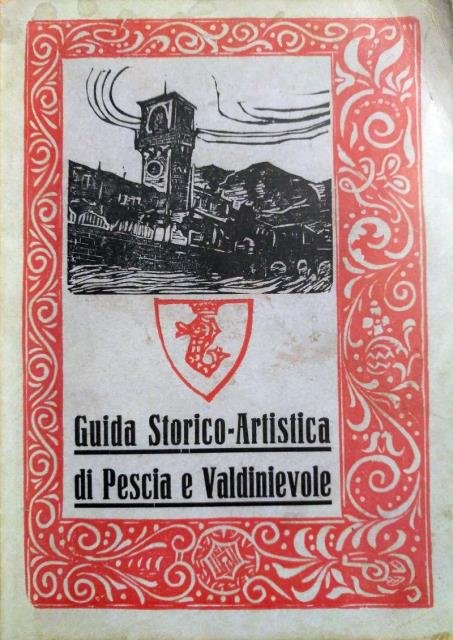 Guida Storico-Artistica
di Pescia e Valdinievole